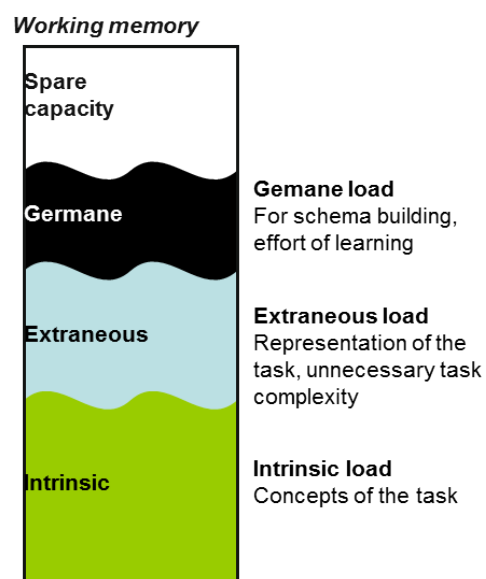 Working memory
Spare
capacity
Germane
Gemane load
For schema building,
effort of learning
Extraneous
Extraneous load
Representation of the
task, unnecessary task
complexity
Intrinsic
Intrinsic load
Concepts of the task